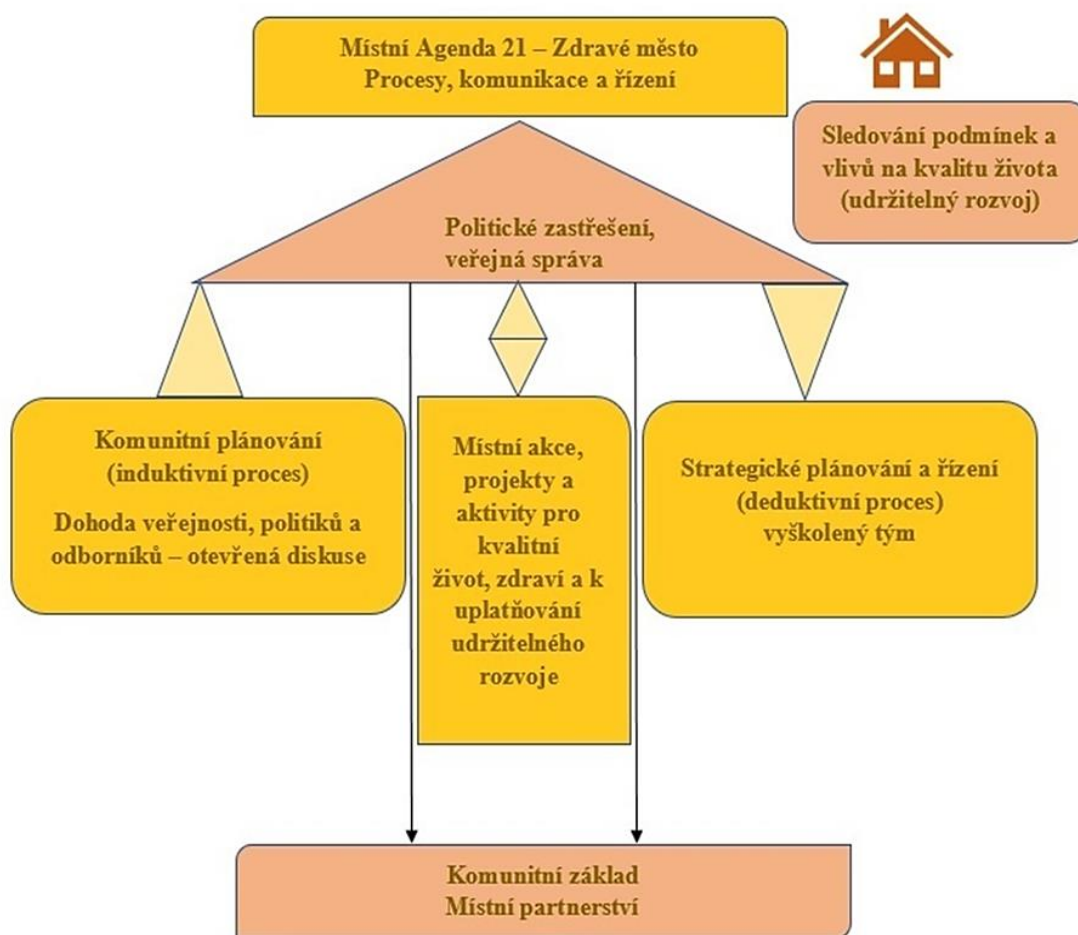 Místní Agenda 21 – Zdravé město
Procesy, komunikace a řízení
Sledování podmínek a
vlivů na kvalitu života
(udržitelný rozvoj)
Politické zastřešení,
veřejná správa
Komunitní plánování
(induktivní proces)
Dohoda veřejnosti, politiků a
odborníků – otevřená diskuse
Místní akce,
projekty a
aktivity pro
kvalitní
život, zdraví a k
uplatňování
udržitelného
rozvoje
Strategické plánování a řízení
(deduktivní proces)
vyškolený tým
Komunitní základ
Místní partnerství